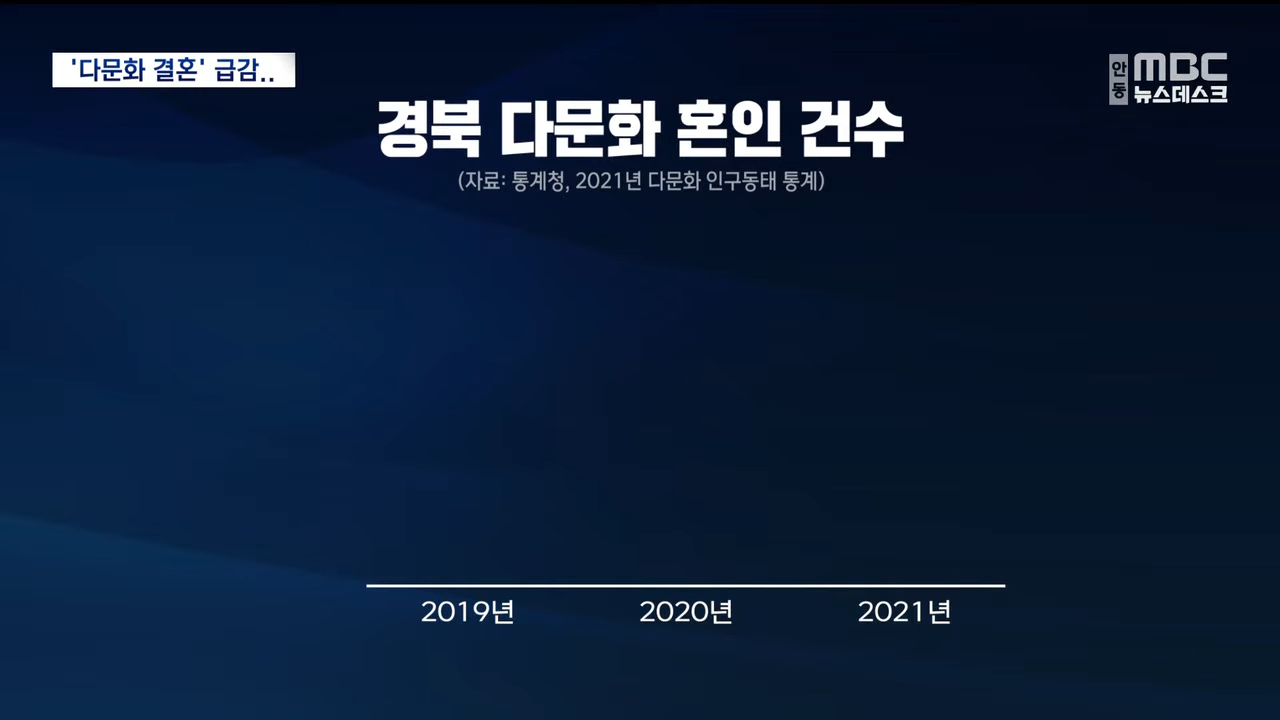 '다문화 결혼' 급감..
안동 MBC
뉴스데스크
경북 다문화 혼인 건수
(자료: 통계청, 2021년 다문화 인구동태 통계)
2019년 2020년 2021년